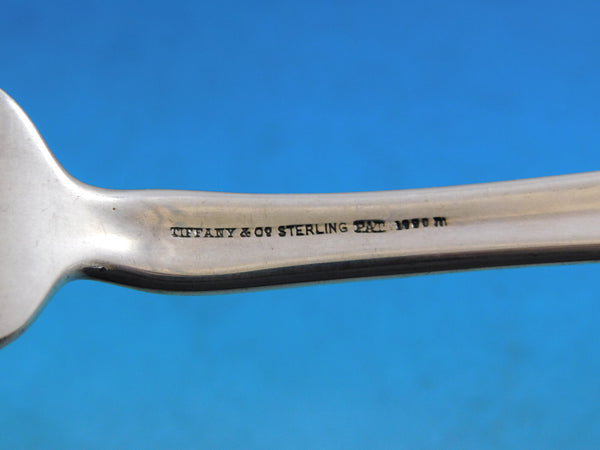 TIFFANY & Co STERLING PAT. M